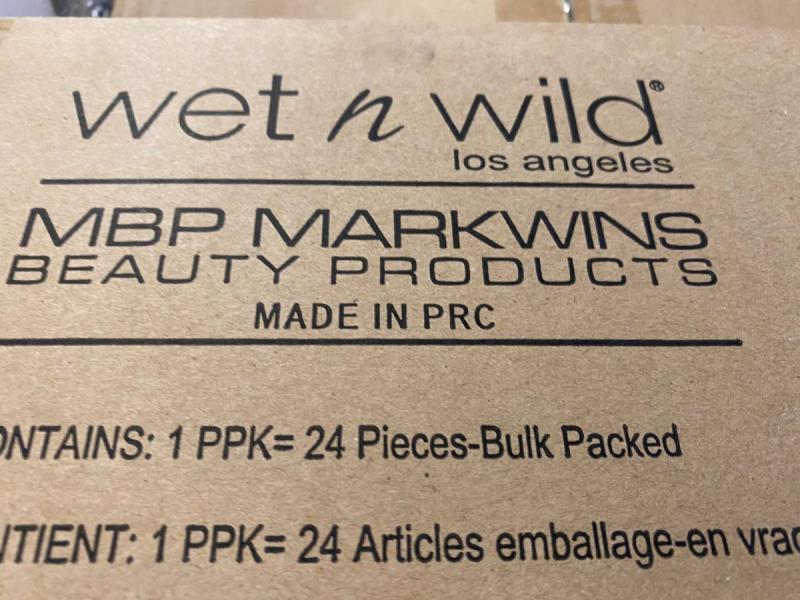 wet n wild®
los angeles
MBP MARKWINS
BEAUTY PRODUCTS
MADE IN PRC
ONTAINS: 1 PPK= 24 Pieces-Bulk Packed
NTIENT: 1 PPK= 24 Articles emballage-en vrac